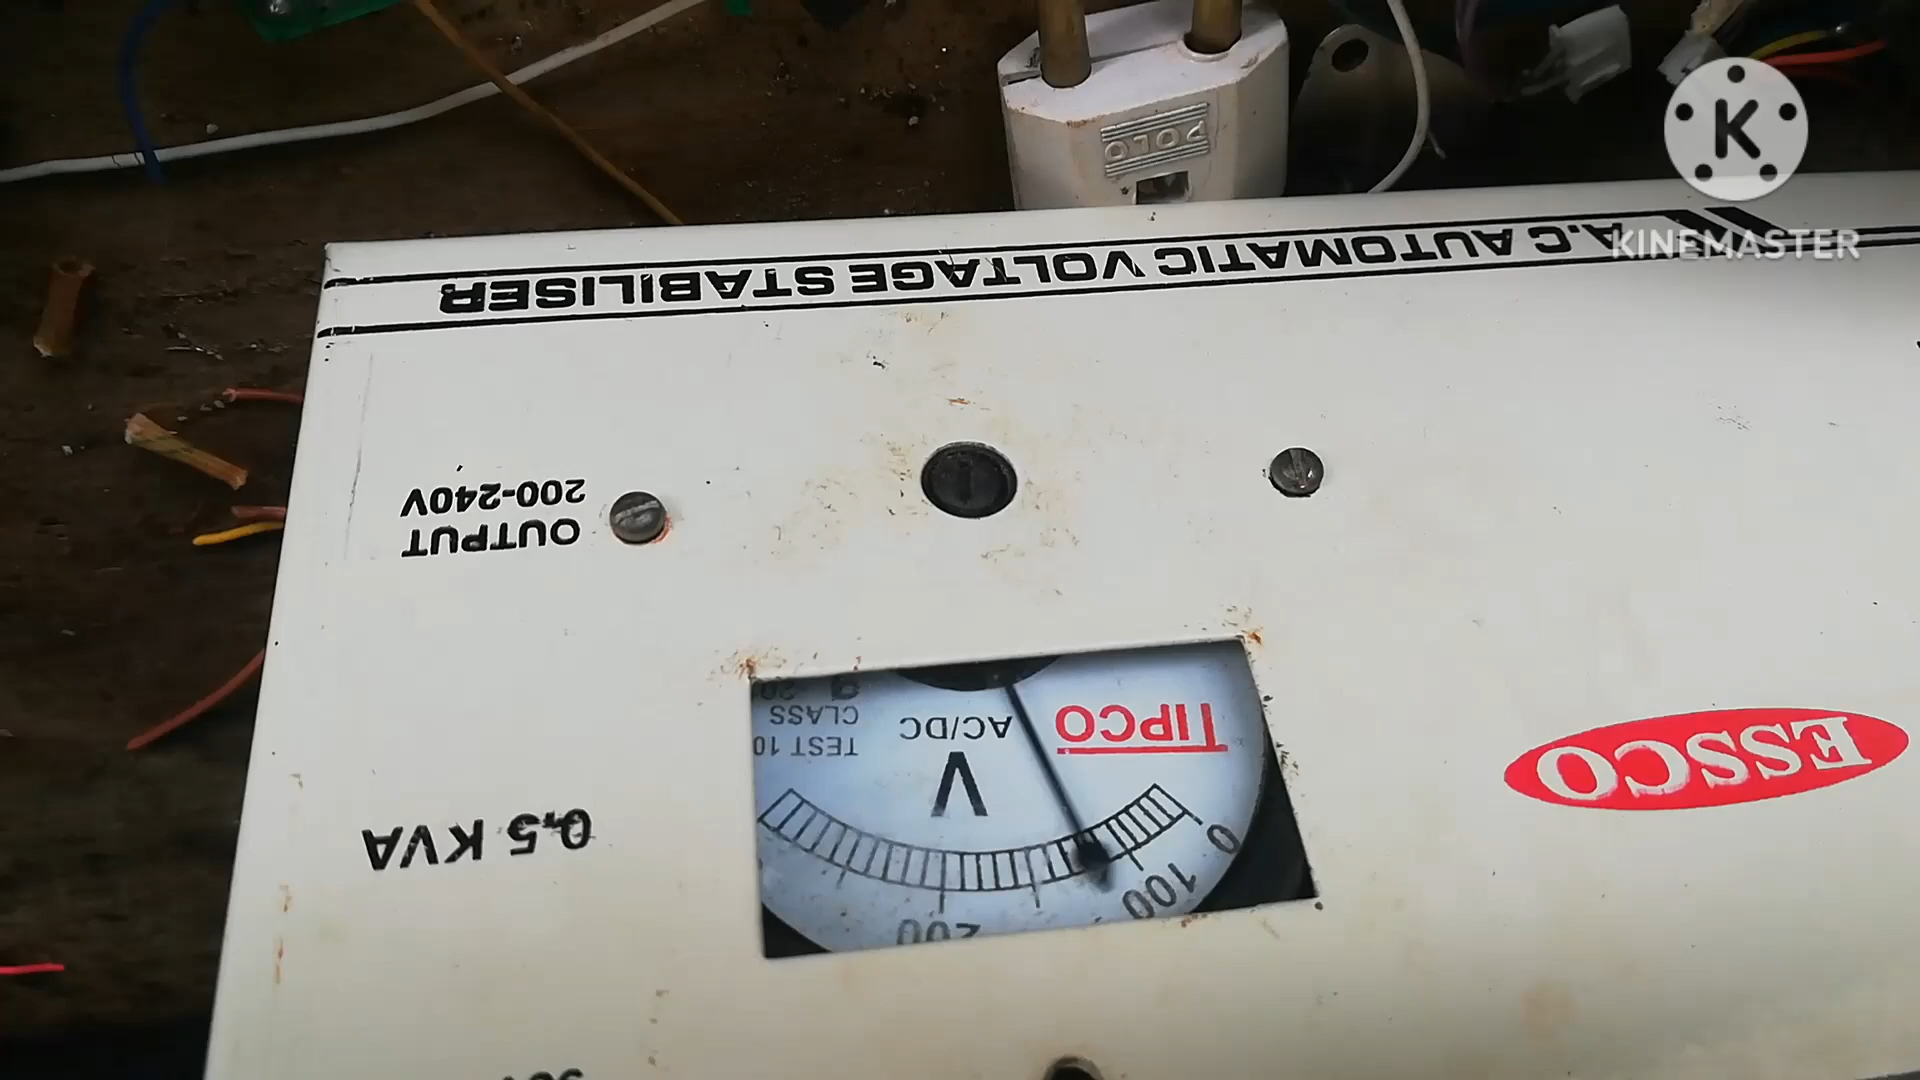 POLO
K
KINEMASTER
A.C AUTOMATIC VOLTAGE STABILISER
OUTPUT
200-240V
ESSCO
0,5 KVA
0
100
200
V
AC/DC
TIPCO
TEST 10
CLASS